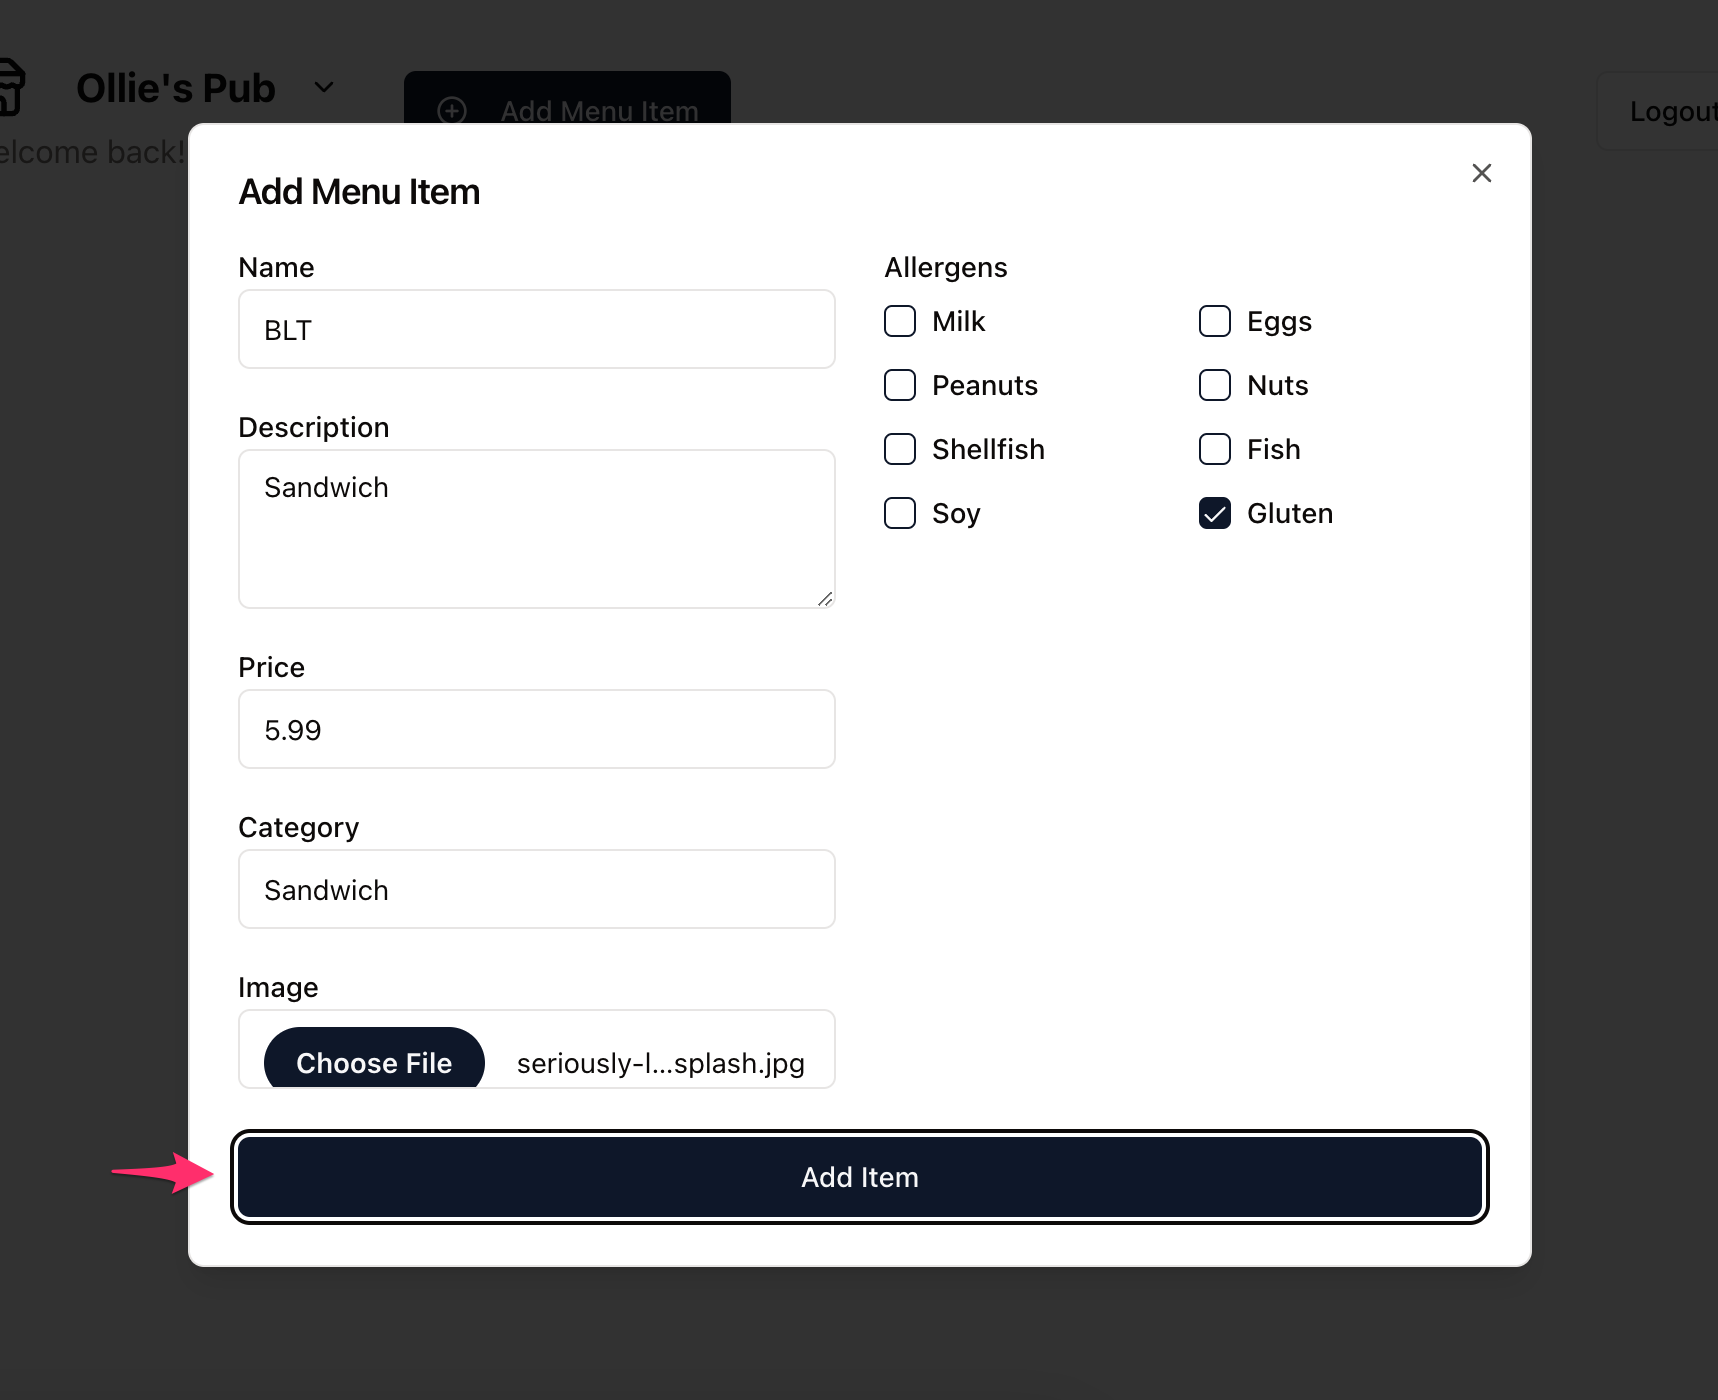 Ollie's Pub
Add Menu Item
Logout
elcome back!
Add Menu Item
Name
BLT
Description
Sandwich
Price
5.99
Category
Sandwich
Image
Choose File seriously-l...splash.jpg
Allergens
Milk Eggs
Peanuts Nuts
Shellfish Fish
Soy Gluten
Add Item